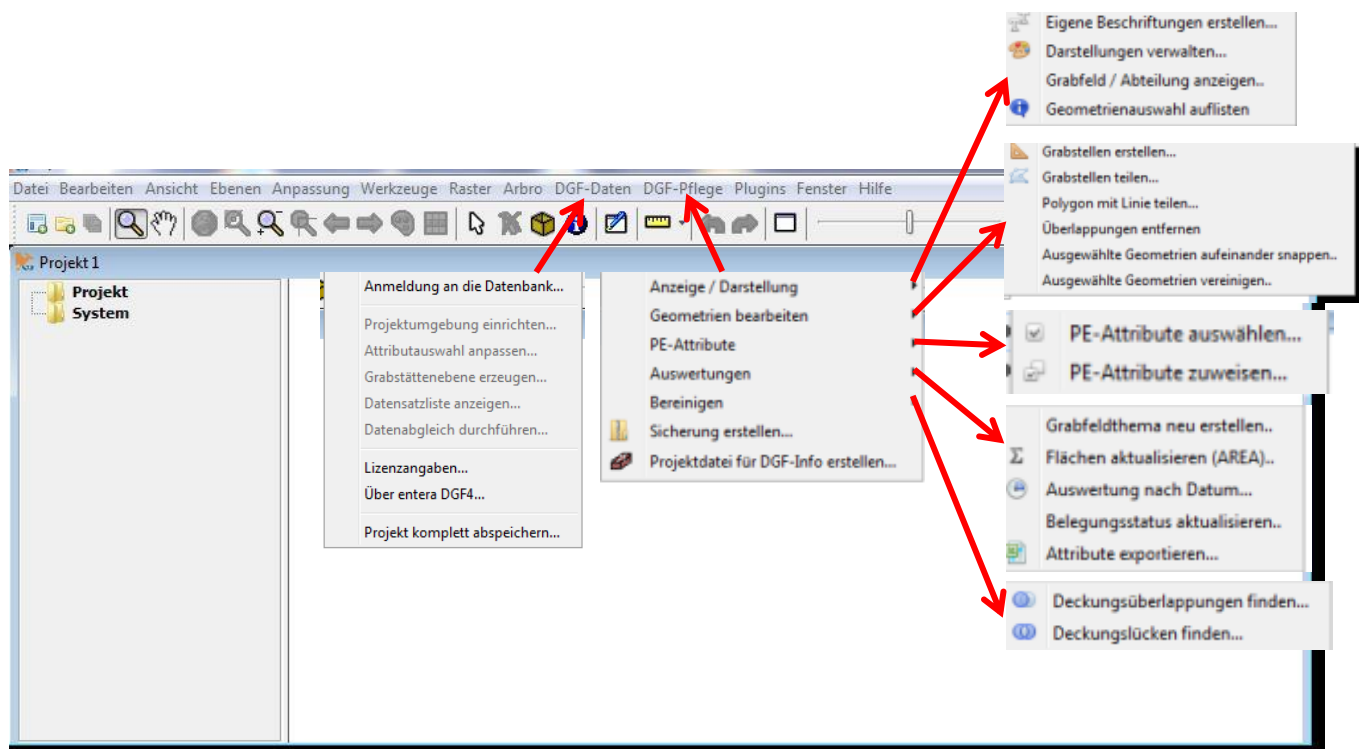 Datei Bearbeiten Ansicht Ebenen Anpassung Werkzeuge Raster Arbro DGF-Daten DGF-Pflege Plugins Fenster Hilfe
Projekt 1
Projekt
System
Anmeldung an die Datenbank...
Projektumgebung einrichten...
Attributauswahl anpassen...
Grabstättenebene erzeugen...
Datensatzliste anzeigen...
Datenabgleich durchführen...
Lizenzangaben...
Über entera DGF4...
Projekt komplett abspeichern...
Anzeige / Darstellung
Geometrien bearbeiten
PE-Attribute
Auswertungen
Bereinigen
Sicherung erstellen...
Projektdatei für DGF-Info erstellen...
Eigene Beschriftungen erstellen...
Darstellungen verwalten...
Grabfeld / Abteilung anzeigen..
Geometrienauswahl auflisten
Grabstellen erstellen...
Grabstellen teilen...
Polygon mit Linie teilen...
Überlappungen entfernen
Ausgewählte Geometrien aufeinander snappen..
Ausgewählte Geometrien vereinigen..
PE-Attribute auswählen...
PE-Attribute zuweisen...
Grabfeldthema neu erstellen..
Flächen aktualisieren (AREA)..
Auswertung nach Datum...
Belegungsstatus aktualisieren..
Attribute exportieren...
Deckungsüberlappungen finden...
Deckungslücken finden...